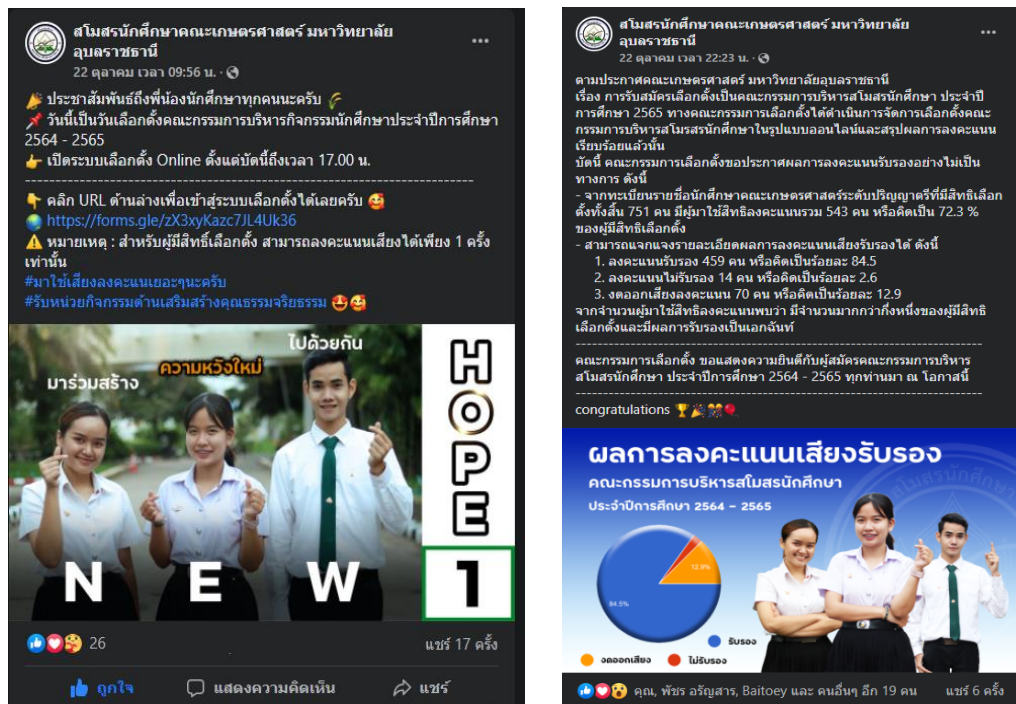 สโมสรนักศึกษาคณะเกษตรศาสตร์ มหาวิทยาลัย
อุบลราชธานี
22 ตุลาคม เวลา 09:56 น.
🎉 ประชาสัมพันธ์ถึงพี่น้องนักศึกษาทุกคนนะครับ 🌾
📌 วันนี้เป็นวันเลือกตั้งคณะกรรมการบริหารกิจกรรมนักศึกษาประจำปีการศึกษา
2564 - 2565
👉 เปิดระบบเลือกตั้ง Online ตั้งแต่บัดนี้ถึงเวลา 17.00 น.
--------------------------------------------------------------------------
👇 คลิก URL ด้านล่างเพื่อเข้าสู่ระบบเลือกตั้งได้เลยครับ 🥰
🌏 https://forms.gle/zX3xyKazc7JL4Uk36
⚠️ หมายเหตุ : สำหรับผู้มีสิทธิ์เลือกตั้ง สามารถลงคะแนนเสียงได้เพียง 1 ครั้ง
เท่านั้น
#มาใช้เสียงลงคะแนนเยอะๆนะครับ
#รับหน่วยกิจกรรมด้านเสริมสร้างคุณธรรมจริยธรรม 🤩🥰
มาร่วมสร้าง
ความหวังใหม่
ไปด้วยกัน
HOPE
NEW
1
26
แชร์ 17 ครั้ง
ถูกใจ
แสดงความคิดเห็น
แชร์
สโมสรนักศึกษาคณะเกษตรศาสตร์ มหาวิทยาลัย
อุบลราชธานี
22 ตุลาคม เวลา 22:23 น.
ตามประกาศคณะเกษตรศาสตร์ มหาวิทยาลัยอุบลราชธานี
เรื่อง การรับสมัครเลือกตั้งเป็นคณะกรรมการบริหารสโมสรนักศึกษา ประจำปี
การศึกษา 2565 ทางคณะกรรมการเลือกตั้งได้ดำเนินการจัดการเลือกตั้งคณะ
กรรมการบริหารสโมรสรนักศึกษาในรูปแบบออนไลน์และสรุปผลการลงคะแนน
เรียบร้อยแล้วนั้น
บัดนี้ คณะกรรมการเลือกตั้งขอประกาศผลการลงคะแนนรับรองอย่างไม่เป็น
ทางการ ดังนี้
- จากทะเบียนรายชื่อนักศึกษาคณะเกษตรศาสตร์ระดับปริญญาตรีที่มีสิทธิเลือก
ตั้งทั้งสิ้น 751 คน มีผู้มาใช้สิทธิลงคะแนนรวม 543 คน หรือคิดเป็น 72.3 %
ของผู้มีสิทธิเลือกตั้ง
- สามารถแจกแจงรายละเอียดผลการลงคะแนนเสียงรับรองได้ ดังนี้
1. ลงคะแนนรับรอง 459 คน หรือคิดเป็นร้อยละ 84.5
2. ลงคะแนนไม่รับรอง 14 คน หรือคิดเป็นร้อยละ 2.6
3. งดออกเสียงลงคะแนน 70 คน หรือคิดเป็นร้อยละ 12.9
จากจำนวนผู้มาใช้สิทธิลงคะแนนพบว่า มีจำนวนมากกว่ากึ่งหนึ่งของผู้มีสิทธิ
เลือกตั้งและมีผลการรับรองเป็นเอกฉันท์
--------------------------------------------------------------------------
คณะกรรมการเลือกตั้ง ขอแสดงความยินดีกับผู้สมัครคณะกรรมการบริหาร
สโมสรนักศึกษา ประจำปีการศึกษา 2564 - 2565 ทุกท่านมา ณ โอกาสนี้
--------------------------------------------------------------------------
congratulations 🏆🎉🎊🎈
ผลการลงคะแนนเสียงรับรอง
คณะกรรมการบริหารสโมสรนักศึกษา
ประจำปีการศึกษา 2564 - 2565
12.9%
84.5%
รับรอง
งดออกเสียง
ไม่รับรอง
คุณ, พัชร อรัญสาร, Baitoey และ คนอื่นๆ อีก 19 คน
แชร์ 6 ครั้ง